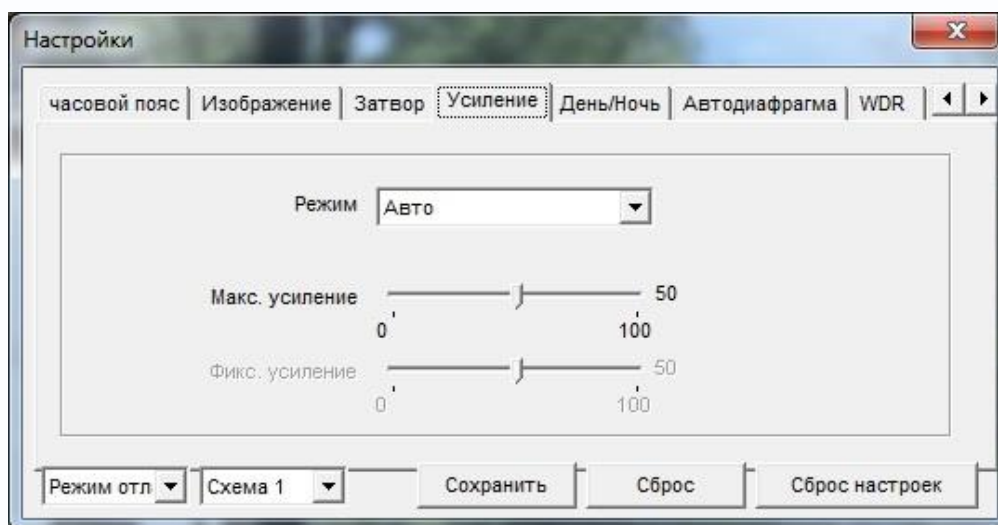 Настройки
часовой пояс Изображение Затвор Усиление День/Ночь Автодиафрагма WDR
Режим Авто
Макс. усиление 50
0 100
Фикс. усиление 50
0 100
Режим отл Схема 1 Сохранить Сброс Сброс настроек